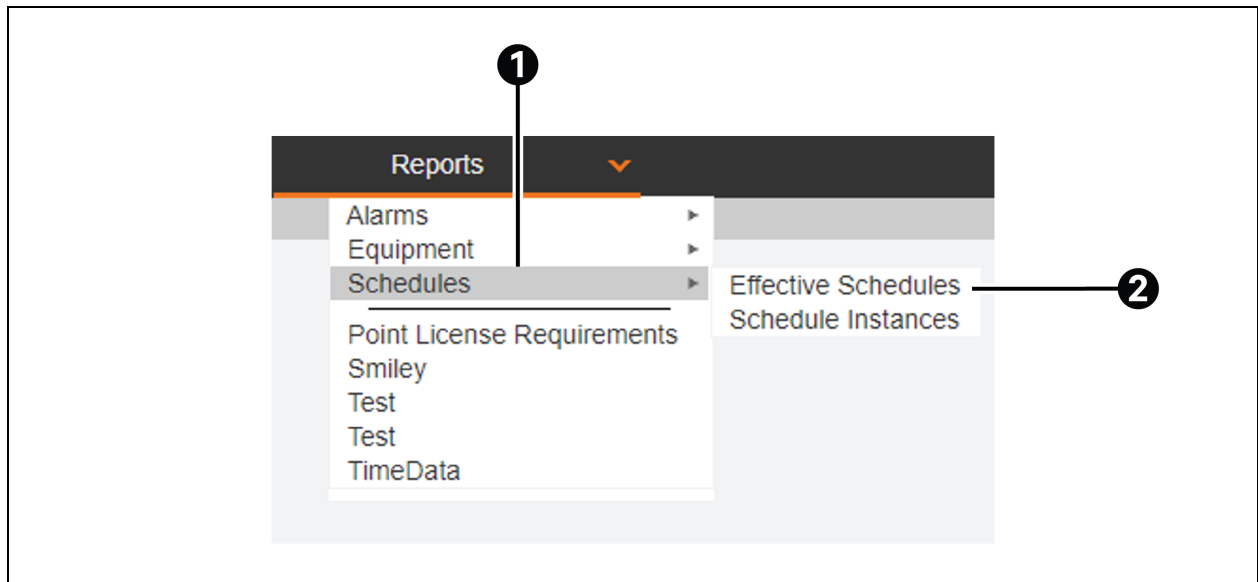 1
Reports
Alarms
Equipment
Schedules
Effective Schedules
2
Schedule Instances
Point License Requirements
Smiley
Test
Test
TimeData